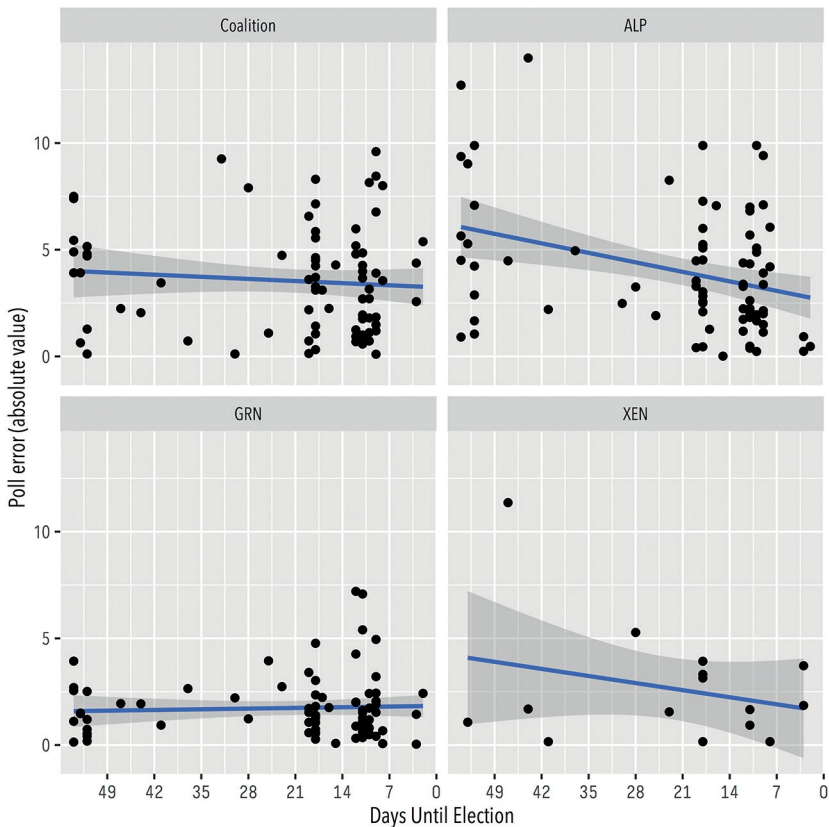 Coalition ALP
10
5
0
GRN XEN
10
5
0
49 42 35 28 21 14 7 0 49 42 35 28 21 14 7 0
Days Until Election
Poll error (absolute value)